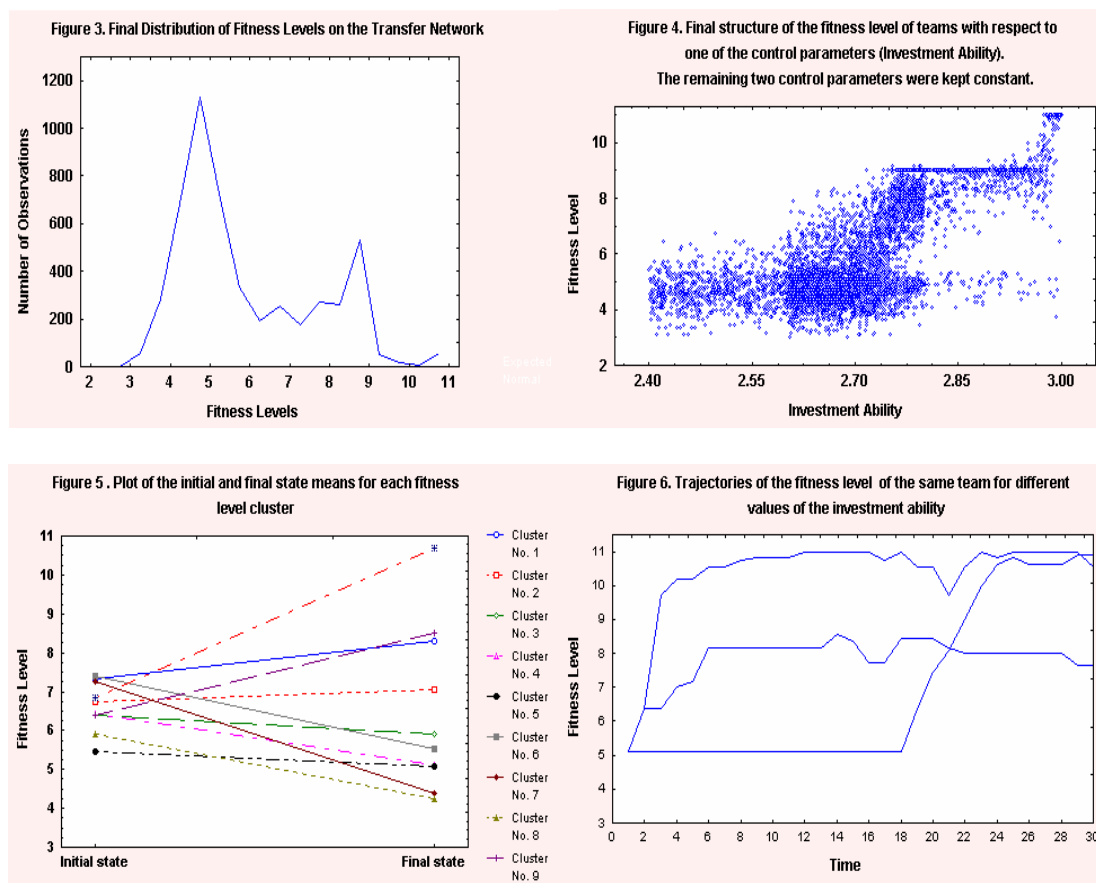 Figure 3. Final Distribution of Fitness Levels on the Transfer Network
1200
1000
800
600
400
200
0
Number of Observations
2 3 4 5 6 7 8 9 10 11
Fitness Levels
Expected
Normal
Figure 4. Final structure of the fitness level of teams with respect to
one of the control parameters (Investment Ability).
The remaining two control parameters were kept constant.
10
8
6
4
2
Fitness Level
2.40 2.55 2.70 2.85 3.00
Investment Ability
Figure 5 . Plot of the initial and final state means for each fitness
level cluster
11
10
9
8
7
6
5
4
3
Fitness Level
Initial state Final state
Cluster
No. 1
Cluster
No. 2
Cluster
No. 3
Cluster
No. 4
Cluster
No. 5
Cluster
No. 6
Cluster
No. 7
Cluster
No. 8
Cluster
No. 9
Figure 6. Trajectories of the fitness level of the same team for different
values of the investment ability
11
10
9
8
7
6
5
4
3
Fitness Level
0 2 4 6 8 10 12 14 16 18 20 22 24 26 28 30
Time